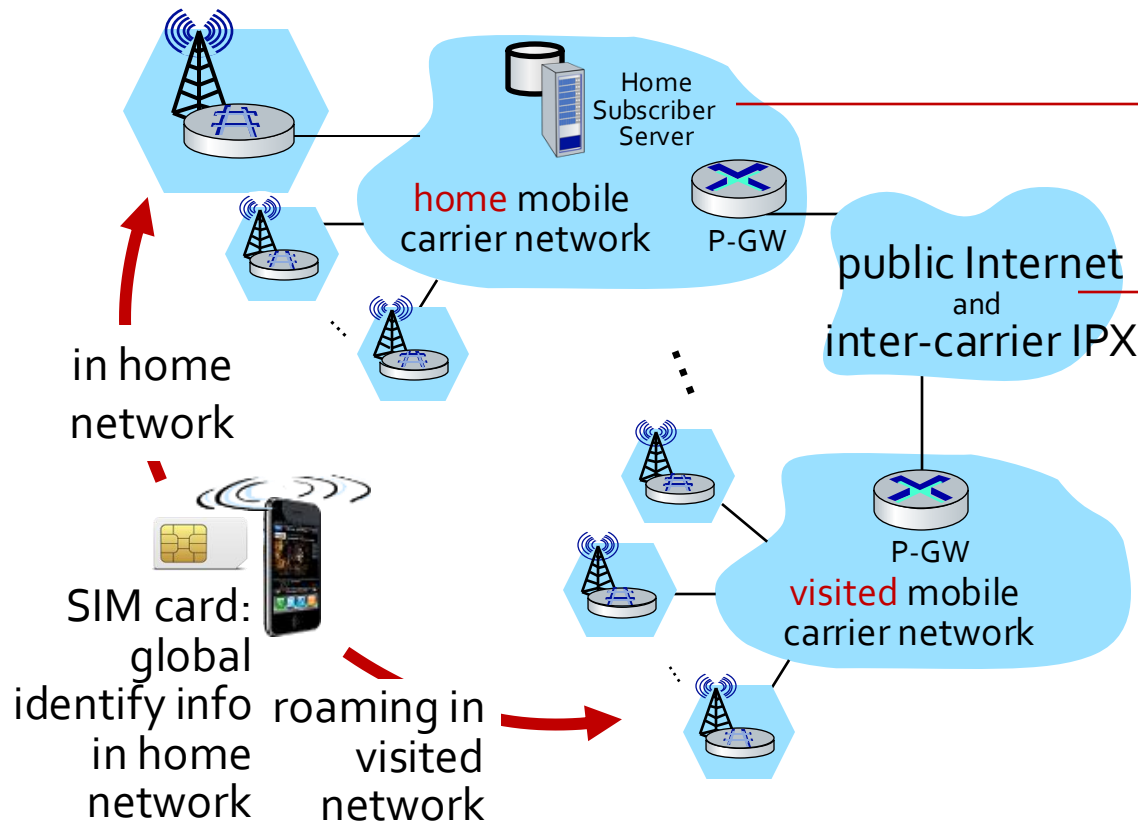 Home
Subscriber
Server
home mobile
carrier network
P-GW
public Internet
and
inter-carrier IPX
in home
network
P-GW
visited mobile
carrier network
SIM card:
global
identify info
in home
network
roaming in
visited
network